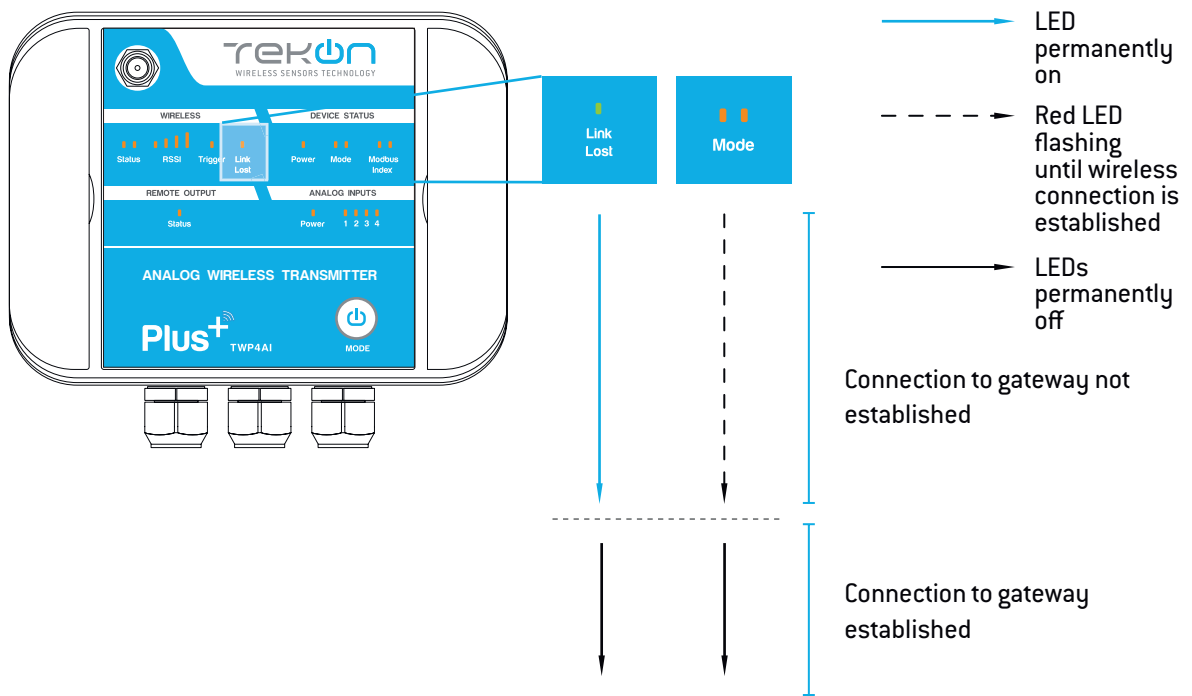 TEKON
WIRELESS SENSORS TECHNOLOGY
WIRELESS
DEVICE STATUS
Status
RSSI
Trigger
Link
Lost
Power
Mode
Modbus
Index
REMOTE OUTPUT
ANALOG INPUTS
Status
Power
1 2 3 4
ANALOG WIRELESS TRANSMITTER
Plus+
TWP4AI
MODE
Link
Lost
Mode
LED
permanently
on
Red LED
flashing
until wireless
connection is
established
LEDs
permanently
off
Connection to gateway not
established
Connection to gateway
established